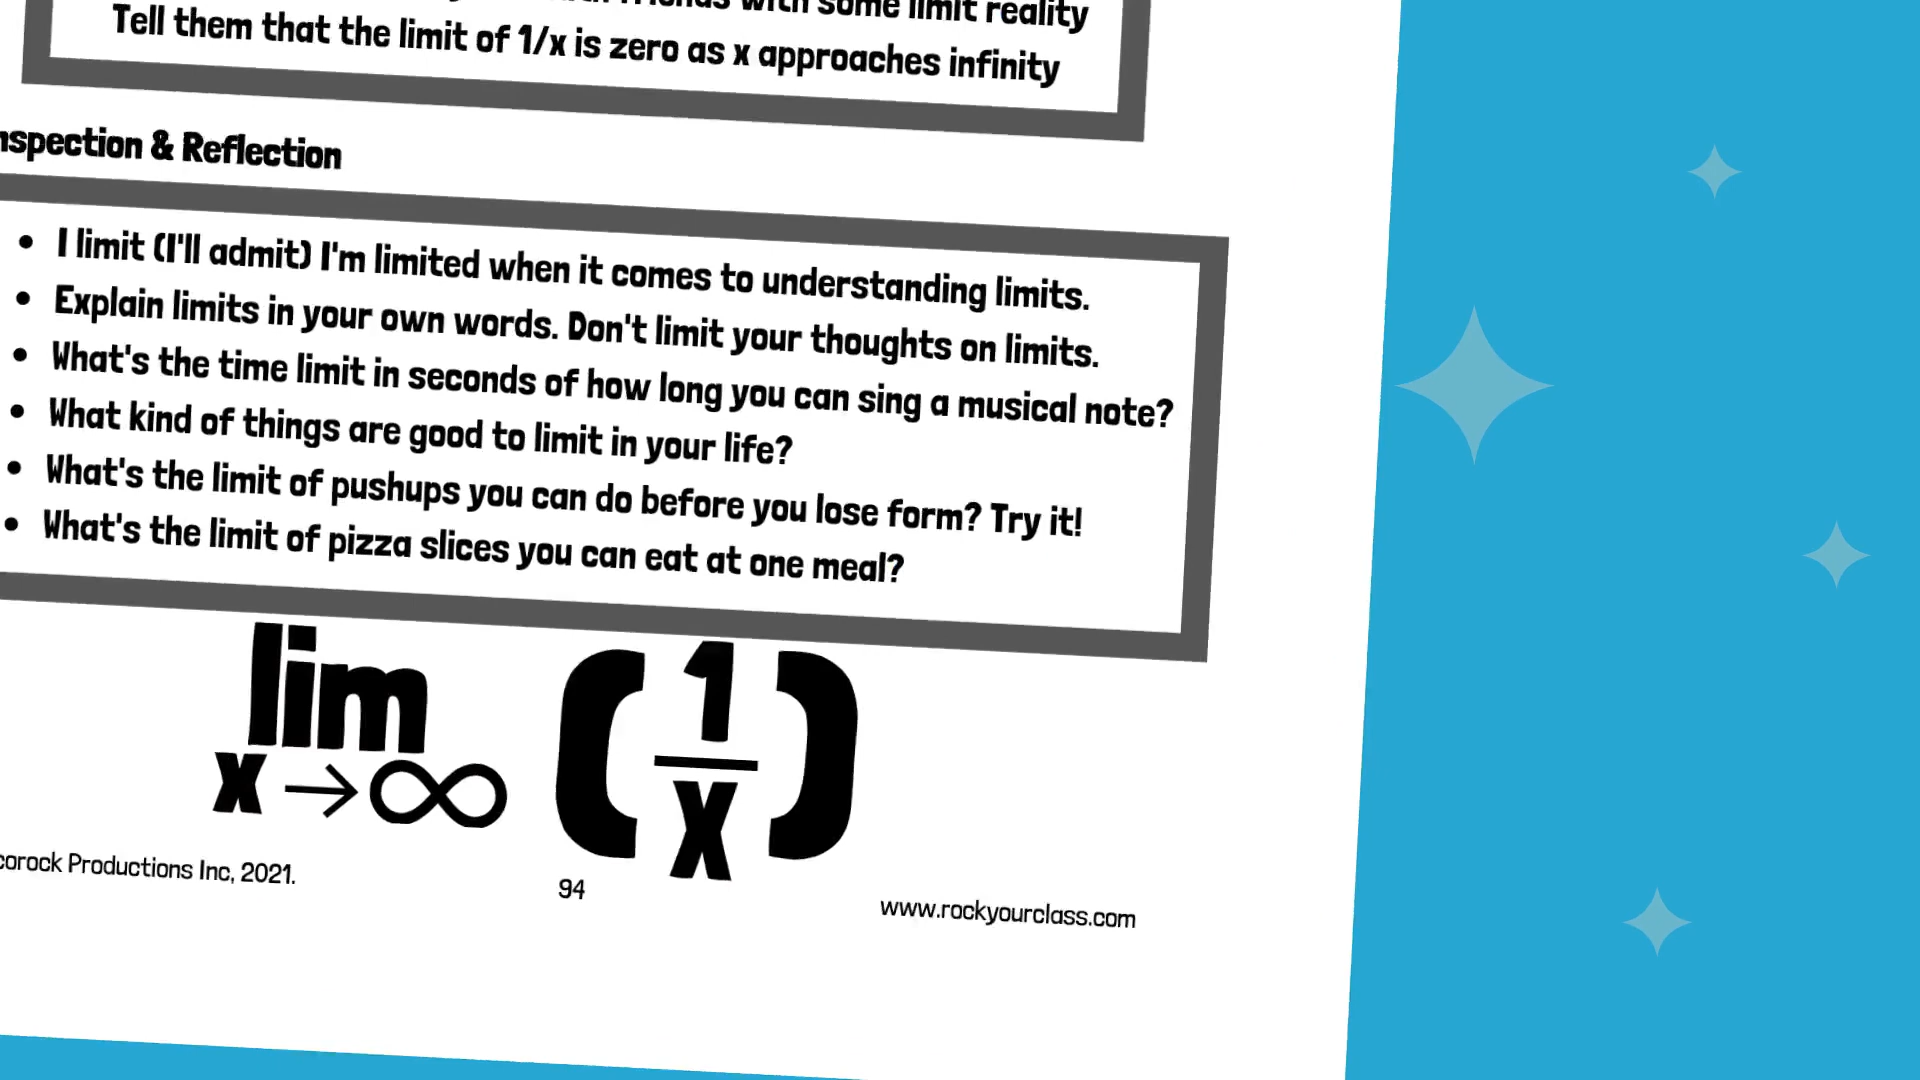 with some limit reality
Tell them that the limit of 1/x is zero as x approaches infinity
& Reflection
• I limit (I'll admit) I'm limited when it comes to understanding limits.
• Explain limits in your own words. Don't limit your thoughts on limits.
• What's the time limit in seconds of how long you can sing a musical note?
• What kind of things are good to limit in your life?
• What's the limit of pushups you can do before you lose form? Try it!
• What's the limit of pizza slices you can eat at one meal?
lim (1/x)
x→∞
Productions Inc, 2021.
94
www.rockyourclass.com